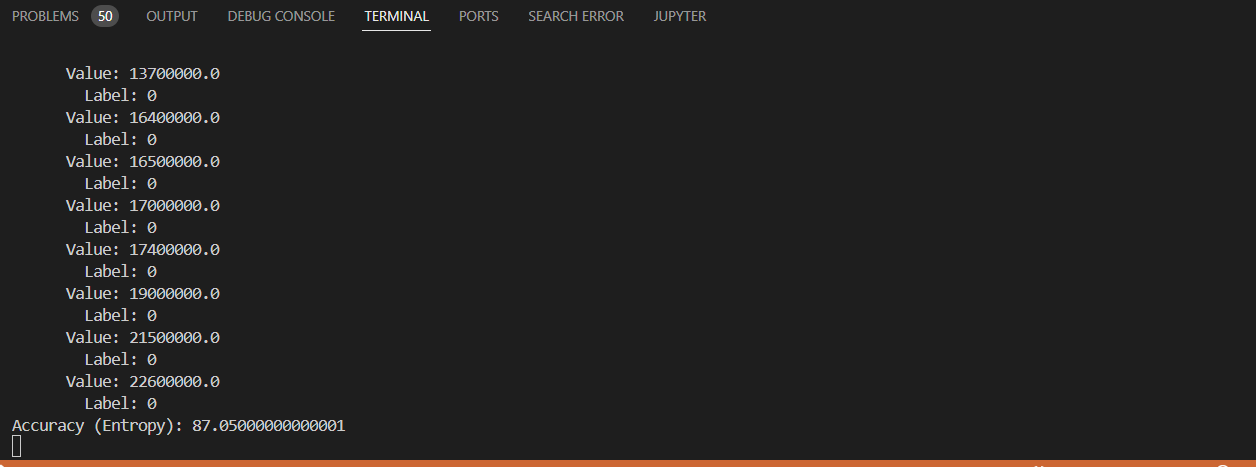 PROBLEMS 50 OUTPUT DEBUG CONSOLE TERMINAL PORTS SEARCH ERROR JUPYTER
Value: 13700000.0
Label: 0
Value: 16400000.0
Label: 0
Value: 16500000.0
Label: 0
Value: 17000000.0
Label: 0
Value: 17400000.0
Label: 0
Value: 19000000.0
Label: 0
Value: 21500000.0
Label: 0
Value: 22600000.0
Label: 0
Accuracy (Entropy): 87.05000000000001